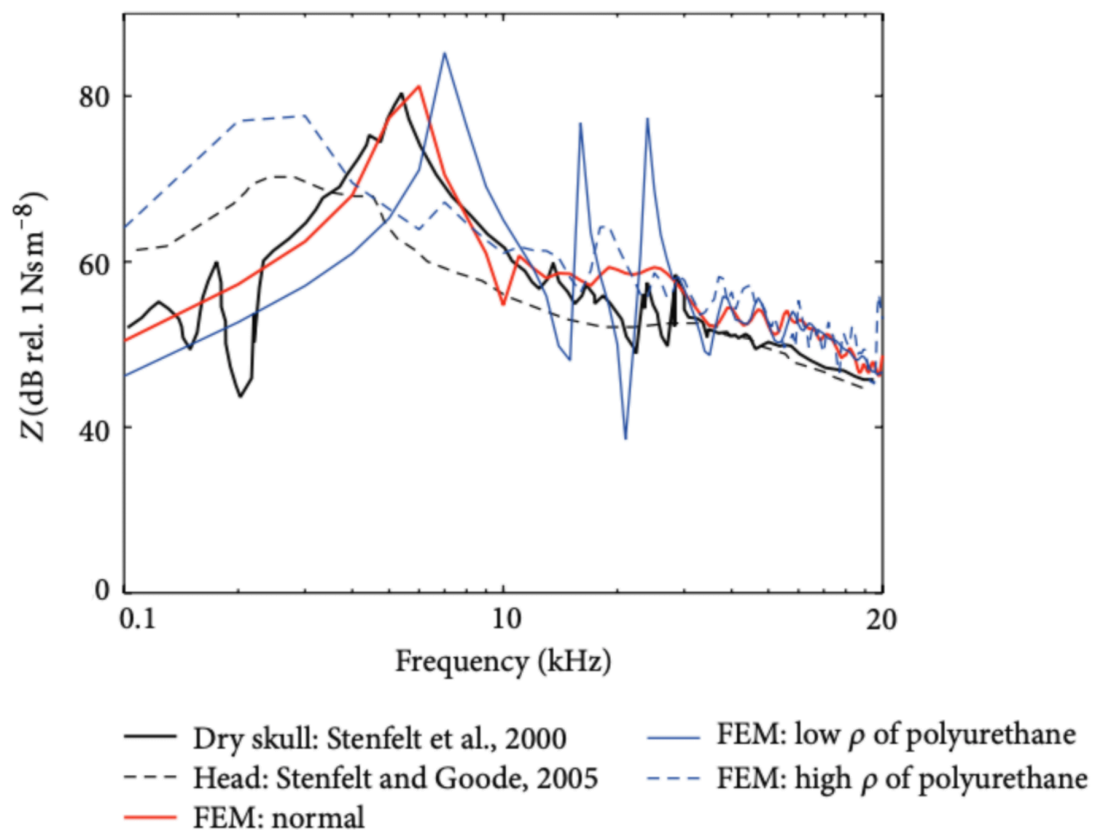 80
60
40
0
Z (dB rel. 1 Ns m⁻⁸)
0.1
10
20
Frequency (kHz)
Dry skull: Stenfelt et al., 2000
Head: Stenfelt and Goode, 2005
FEM: normal
FEM: low ρ of polyurethane
FEM: high ρ of polyurethane